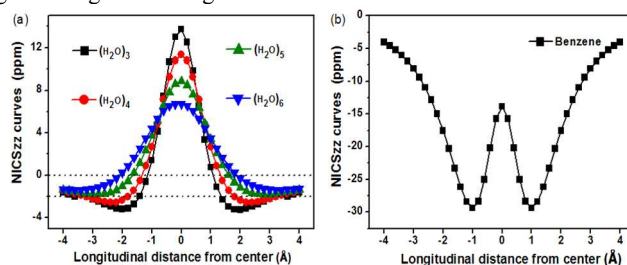 (a)
(H₂O)₃
(H₂O)₅
(H₂O)₄
(H₂O)₆
NICSzz curves (ppm)
12
8
4
0
-4
-4 -3 -2 -1 0 1 2 3 4
Longitudinal distance from center (Å)
(b)
Benzene
NICSzz curves (ppm)
0
-5
-10
-15
-20
-25
-30
-4 -3 -2 -1 0 1 2 3 4
Longitudinal distance from center (Å)